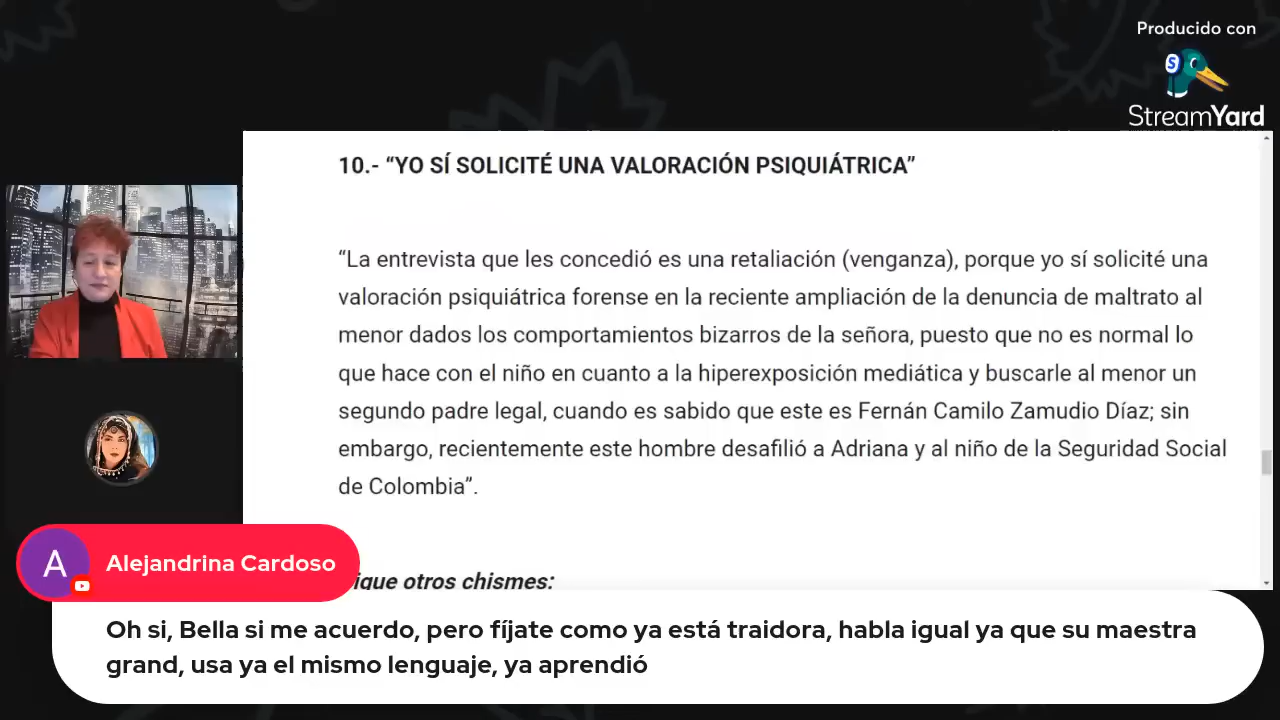 Producido con
StreamYard
10.- “YO SÍ SOLICITÉ UNA VALORACIÓN PSIQUIÁTRICA”
“La entrevista que les concedió es una retaliación (venganza), porque yo sí solicité una
valoración psiquiátrica forense en la reciente ampliación de la denuncia de maltrato al
menor dados los comportamientos bizarros de la señora, puesto que no es normal lo
que hace con el niño en cuanto a la hiperexposición mediática y buscarle al menor un
segundo padre legal, cuando es sabido que este es Fernán Camilo Zamudio Díaz; sin
embargo, recientemente este hombre desafilió a Adriana y al niño de la Seguridad Social
de Colombia”.
otros chismes:
A
Alejandrina Cardoso
Oh si, Bella si me acuerdo, pero fíjate como ya está traidora, habla igual ya que su maestra
grand, usa ya el mismo lenguaje, ya aprendió